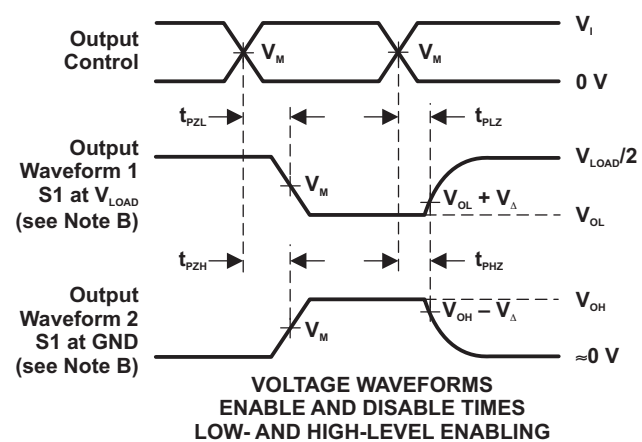 Output
Control
V_M
V_M
V_I
0 V
t_PZL
t_PLZ
Output
Waveform 1
S1 at V_LOAD
(see Note B)
V_M
V_OL + V_Δ
V_LOAD/2
V_OL
t_PZH
t_PHZ
Output
Waveform 2
S1 at GND
(see Note B)
V_M
V_OH – V_Δ
V_OH
≈0 V
VOLTAGE WAVEFORMS
ENABLE AND DISABLE TIMES
LOW- AND HIGH-LEVEL ENABLING